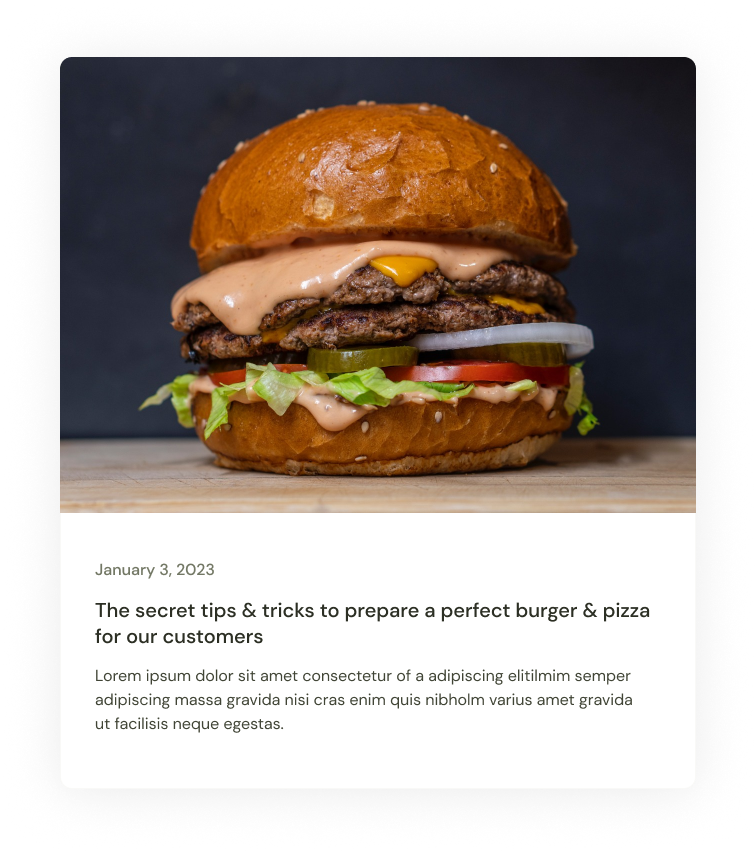 January 3, 2023
The secret tips & tricks to prepare a perfect burger & pizza
for our customers
Lorem ipsum dolor sit amet consectetur of a adipiscing elitilmim semper
adipiscing massa gravida nisi cras enim quis nibholm varius amet gravida
ut facilisis neque egestas.